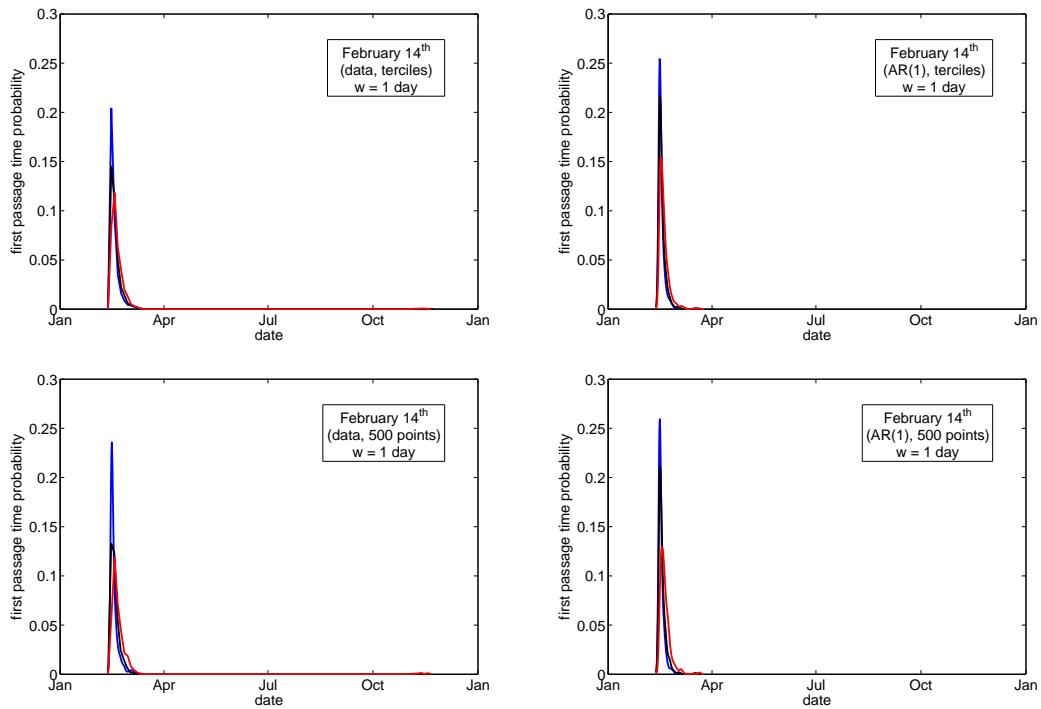 0.3
0.25
0.2
0.15
0.1
0.05
0
first passage time probability
February 14th
(data, terciles)
w = 1 day
Jan Apr Jul Oct Jan
date
0.3
0.25
0.2
0.15
0.1
0.05
0
first passage time probability
February 14th
(AR(1), terciles)
w = 1 day
Jan Apr Jul Oct Jan
date
0.3
0.25
0.2
0.15
0.1
0.05
0
first passage time probability
February 14th
(data, 500 points)
w = 1 day
Jan Apr Jul Oct Jan
date
0.3
0.25
0.2
0.15
0.1
0.05
0
first passage time probability
February 14th
(AR(1), 500 points)
w = 1 day
Jan Apr Jul Oct Jan
date